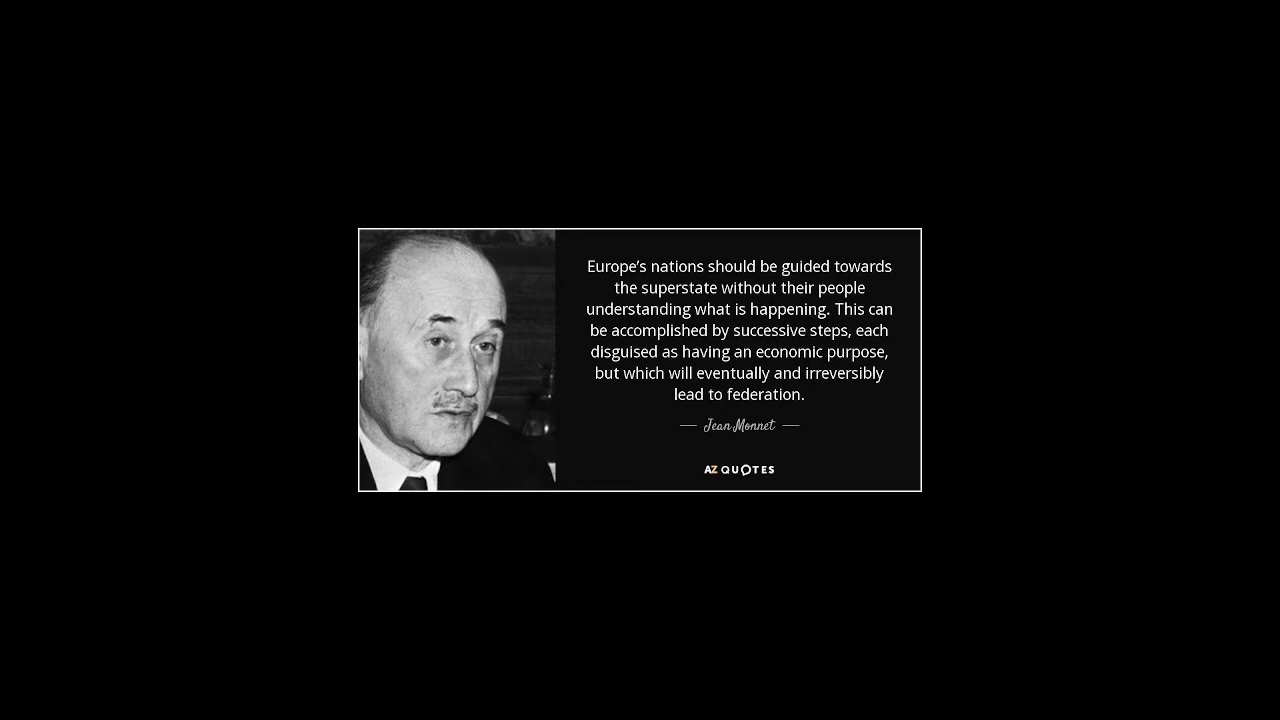 Europe’s nations should be guided towards
the superstate without their people
understanding what is happening. This can
be accomplished by successive steps, each
disguised as having an economic purpose,
but which will eventually and irreversibly
lead to federation.
Jean Monnet
AZ QUOTES